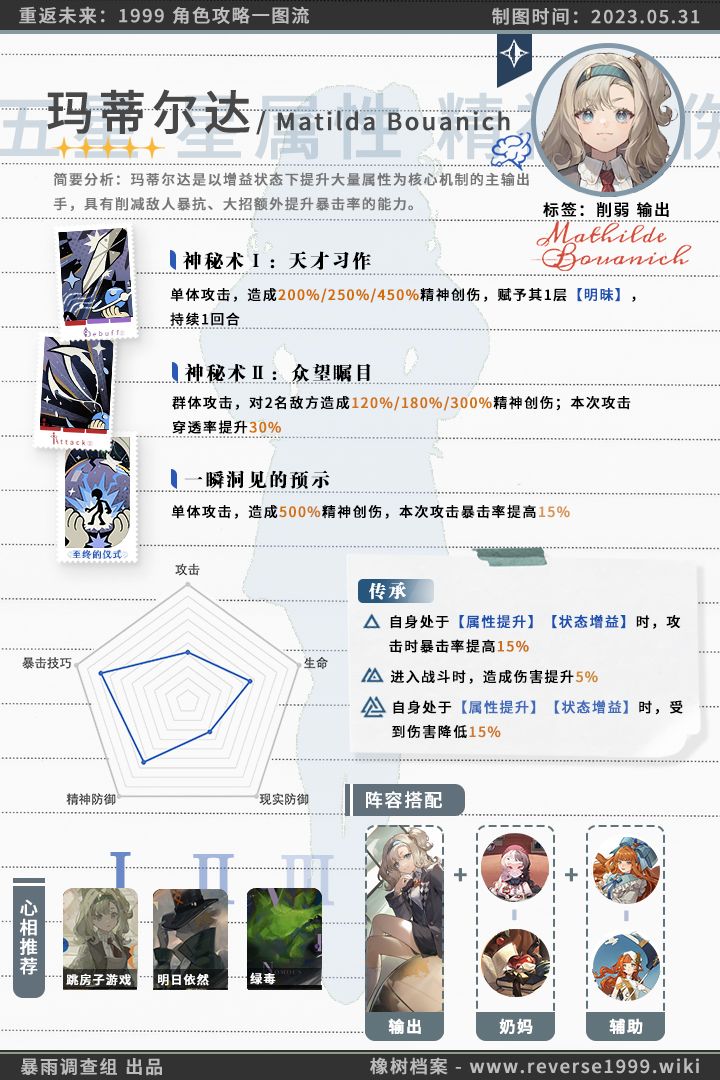 重返未来：1999 角色攻略一图流
制图时间：2023.05.31
玛蒂尔达/ Matilda Bouanich
简要分析：玛蒂尔达是以增益状态下提升大量属性为核心机制的主输出
手，具有削减敌人暴抗、大招额外提升暴击率的能力。
标签：削弱 输出
Mathilde
Bouanich
神秘术 I ：天才习作
单体攻击，造成200%/250%/450%精神创伤，赋予其1层【明昧】，
持续1回合
Debuff
神秘术 II ：众望瞩目
群体攻击，对2名敌方造成120%/180%/300%精神创伤；本次攻击
穿透率提升30%
Attack
一瞬洞见的预示
单体攻击，造成500%精神创伤，本次攻击暴击率提高15%
至终的仪式
攻击
生命
现实防御
精神防御
暴击技巧
传承
自身处于【属性提升】【状态增益】时，攻
击时暴击率提高15%
进入战斗时，造成伤害提升5%
自身处于【属性提升】【状态增益】时，受
到伤害降低15%
阵容搭配
+
+
输出
奶妈
辅助
I II VII
心相推荐
跳房子游戏
明日依然
绿毒
暴雨调查组 出品
橡树档案 - www.reverse1999.wiki